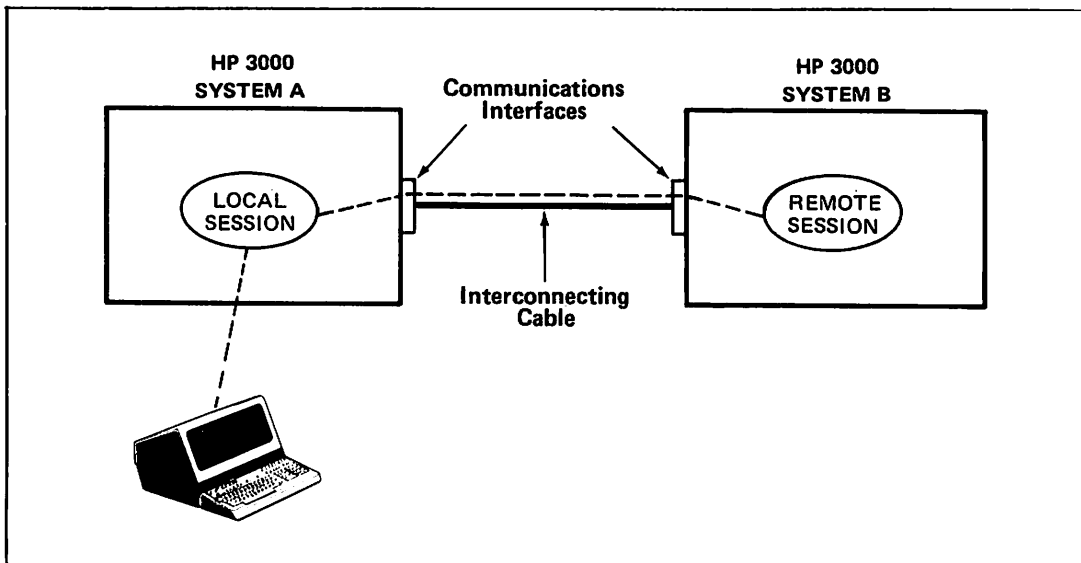 HP 3000
SYSTEM A
HP 3000
SYSTEM B
Communications
Interfaces
LOCAL
SESSION
REMOTE
SESSION
Interconnecting
Cable